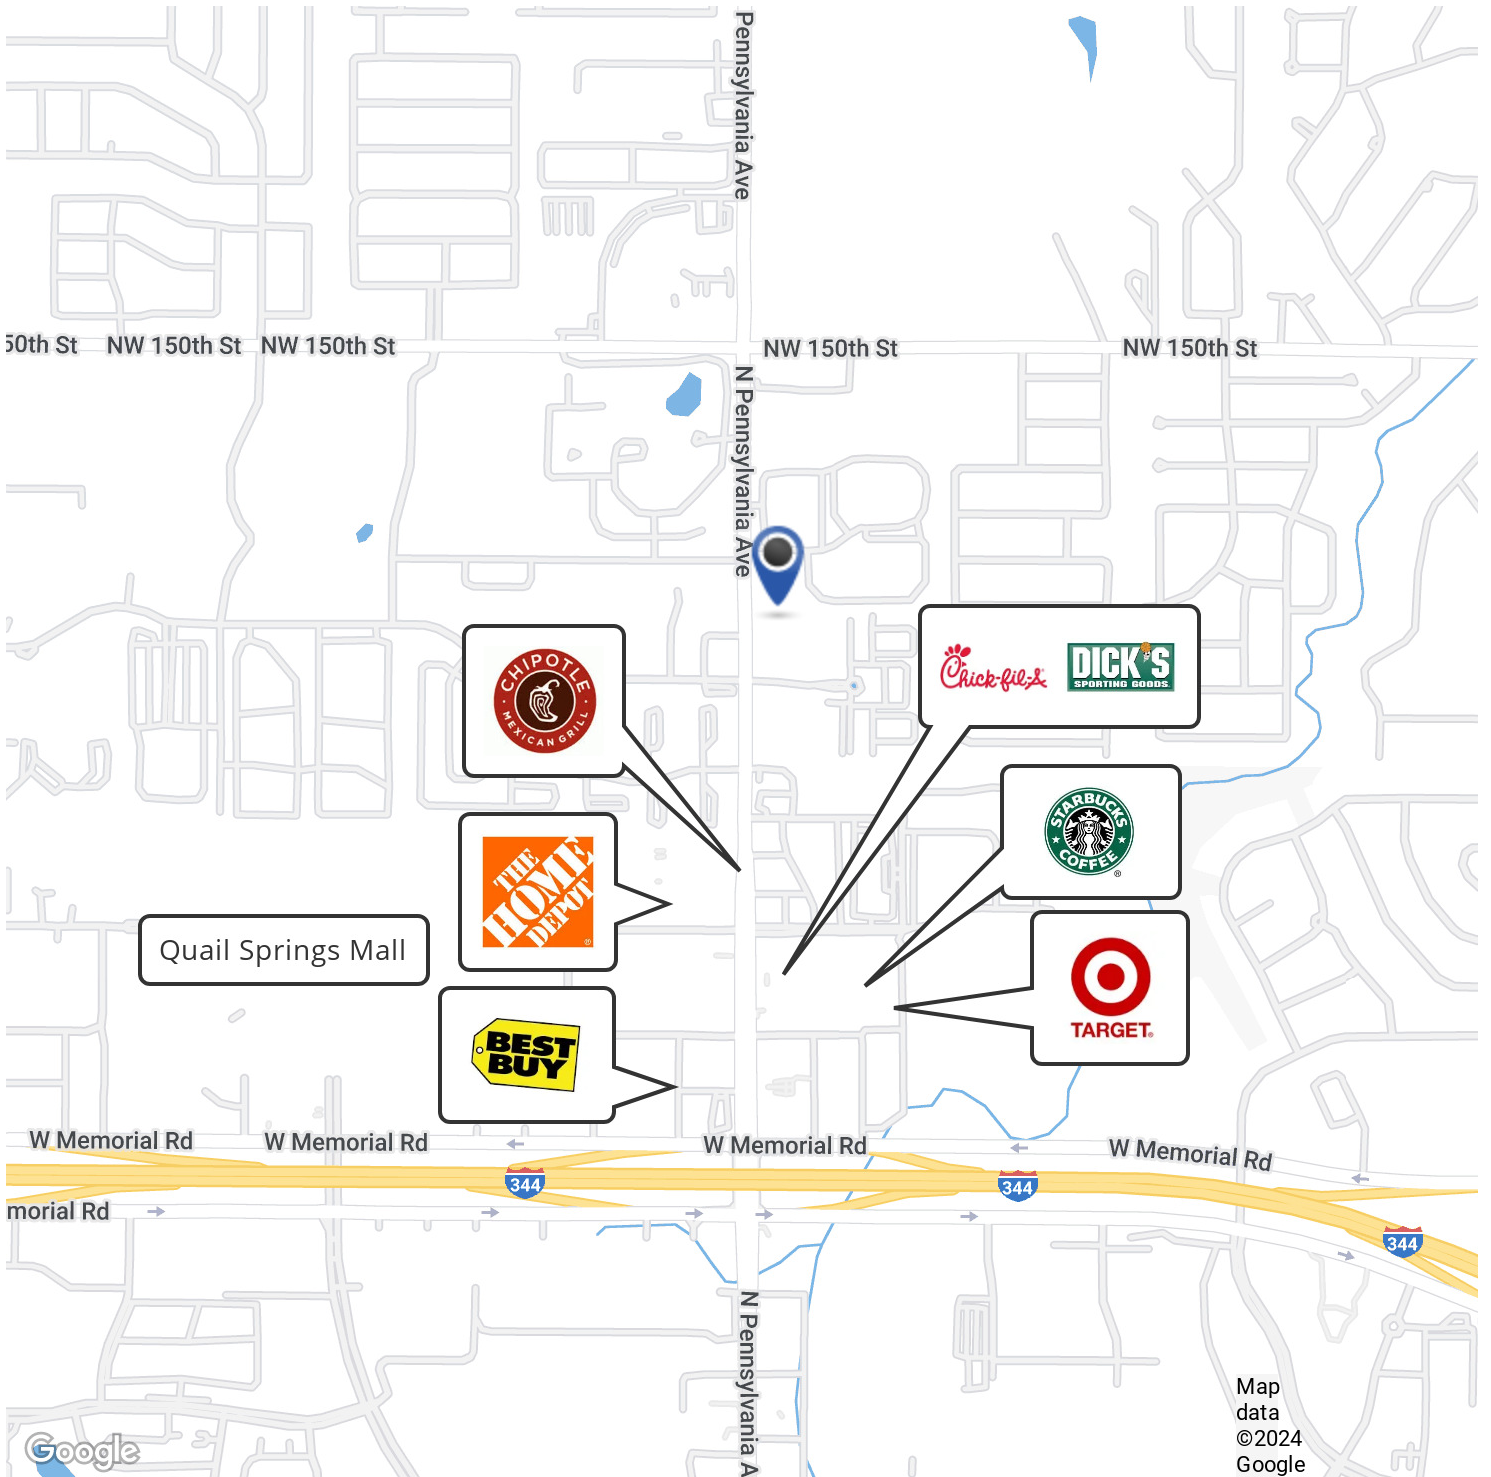 Pennsylvania Ave
50th St
NW 150th St
NW 150th St
NW 150th St
NW 150th St
N Pennsylvania Ave
CHIPOTLE
MEXICAN GRILL
Chick-fil-A
DICK'S
SPORTING GOODS
STARBUCKS
COFFEE
®
THE
HOME
DEPOT
®
Quail Springs Mall
TARGET
BEST
BUY
W Memorial Rd
W Memorial Rd
W Memorial Rd
W Memorial Rd
344
344
morial Rd
344
N Pennsylvania A
Map
data
©2024
Google
Google